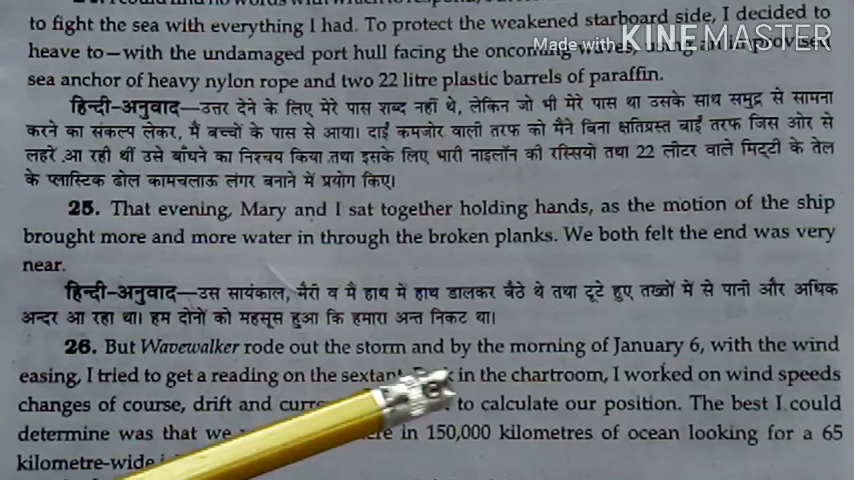 to fight the sea with everything I had. To protect the weakened starboard side, I decided to
heave to—with the undamaged port hull facing the oncoming waves, using an improvised
Made with KINEMASTER
sea anchor of heavy nylon rope and two 22 litre plastic barrels of paraffin.
हिन्दी-अनुवाद—उत्तर देने के लिए मेरे पास शब्द नहीं थे, लेकिन जो भी मेरे पास था उसके साथ समुद्र से सामना
करने का संकल्प लेकर, मैं बच्चों के पास से आया। दाईं कमजोर वाली तरफ को मैंने बिना क्षतिग्रस्त बाईं तरफ जिस ओर से
लहरें आ रही थीं उसे बाँधने का निश्चय किया तथा इसके लिए भारी नाइलॉन की रस्सियों तथा 22 लीटर वाले मिट्टी के तेल
के प्लास्टिक ढोल कामचलाऊ लंगर बनाने में प्रयोग किए।
25. That evening, Mary and I sat together holding hands, as the motion of the ship
brought more and more water in through the broken planks. We both felt the end was very
near.
हिन्दी-अनुवाद—उस सायंकाल, मैरी व मैं हाथ में हाथ डालकर बैठे थे तथा टूटे हुए तख्तों में से पानी और अधिक
अन्दर आ रहा था। हम दोनों को महसूस हुआ कि हमारा अन्त निकट था।
26. But Wavewalker rode out the storm and by the morning of January 6, with the wind
easing, I tried to get a reading on the sextant. in the chartroom, I worked on wind speeds
changes of course, drift and to calculate our position. The best I could
determine was that we in 150,000 kilometres of ocean looking for a 65
kilometre-wide